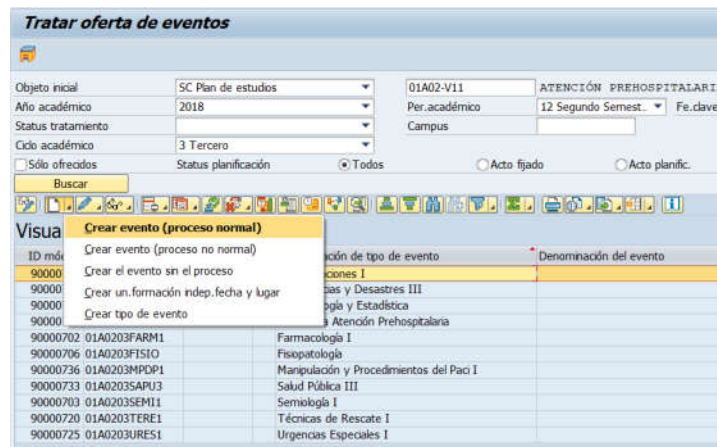 Tratar oferta de eventos
Objeto inicial SC Plan de estudios 01A02-V11 ATENCIÓN PREHOSPITALARI
Año académico 2018 Per.académico 12 Segundo Semest.. Fe.clave
Status tratamiento Campus
Ciclo académico 3 Tercero
Sólo ofrecidos Status planificación Todos Acto fijado Acto planific.
Buscar
Visua
Crear evento (proceso normal)
Crear evento (proceso no normal)
Crear el evento sin el proceso
Crear un.formación indep.fecha y lugar
Crear tipo de evento
ID mó ción de tipo de evento Denominación del evento
90000 ciones I
90000 as y Desastres III
90000 ogía y Estadística
90000 a Atención Prehospitalaria
90000702 01A0203FARM1 Farmacología I
90000706 01A0203FISIO Fisopatología
90000736 01A0203MPDP1 Manipulación y Procedimientos del Paci I
90000733 01A0203SAPU3 Salud Pública III
90000703 01A0203SEMI1 Semiología I
90000720 01A0203TERE1 Técnicas de Rescate I
90000725 01A0203URES1 Urgencias Especiales I